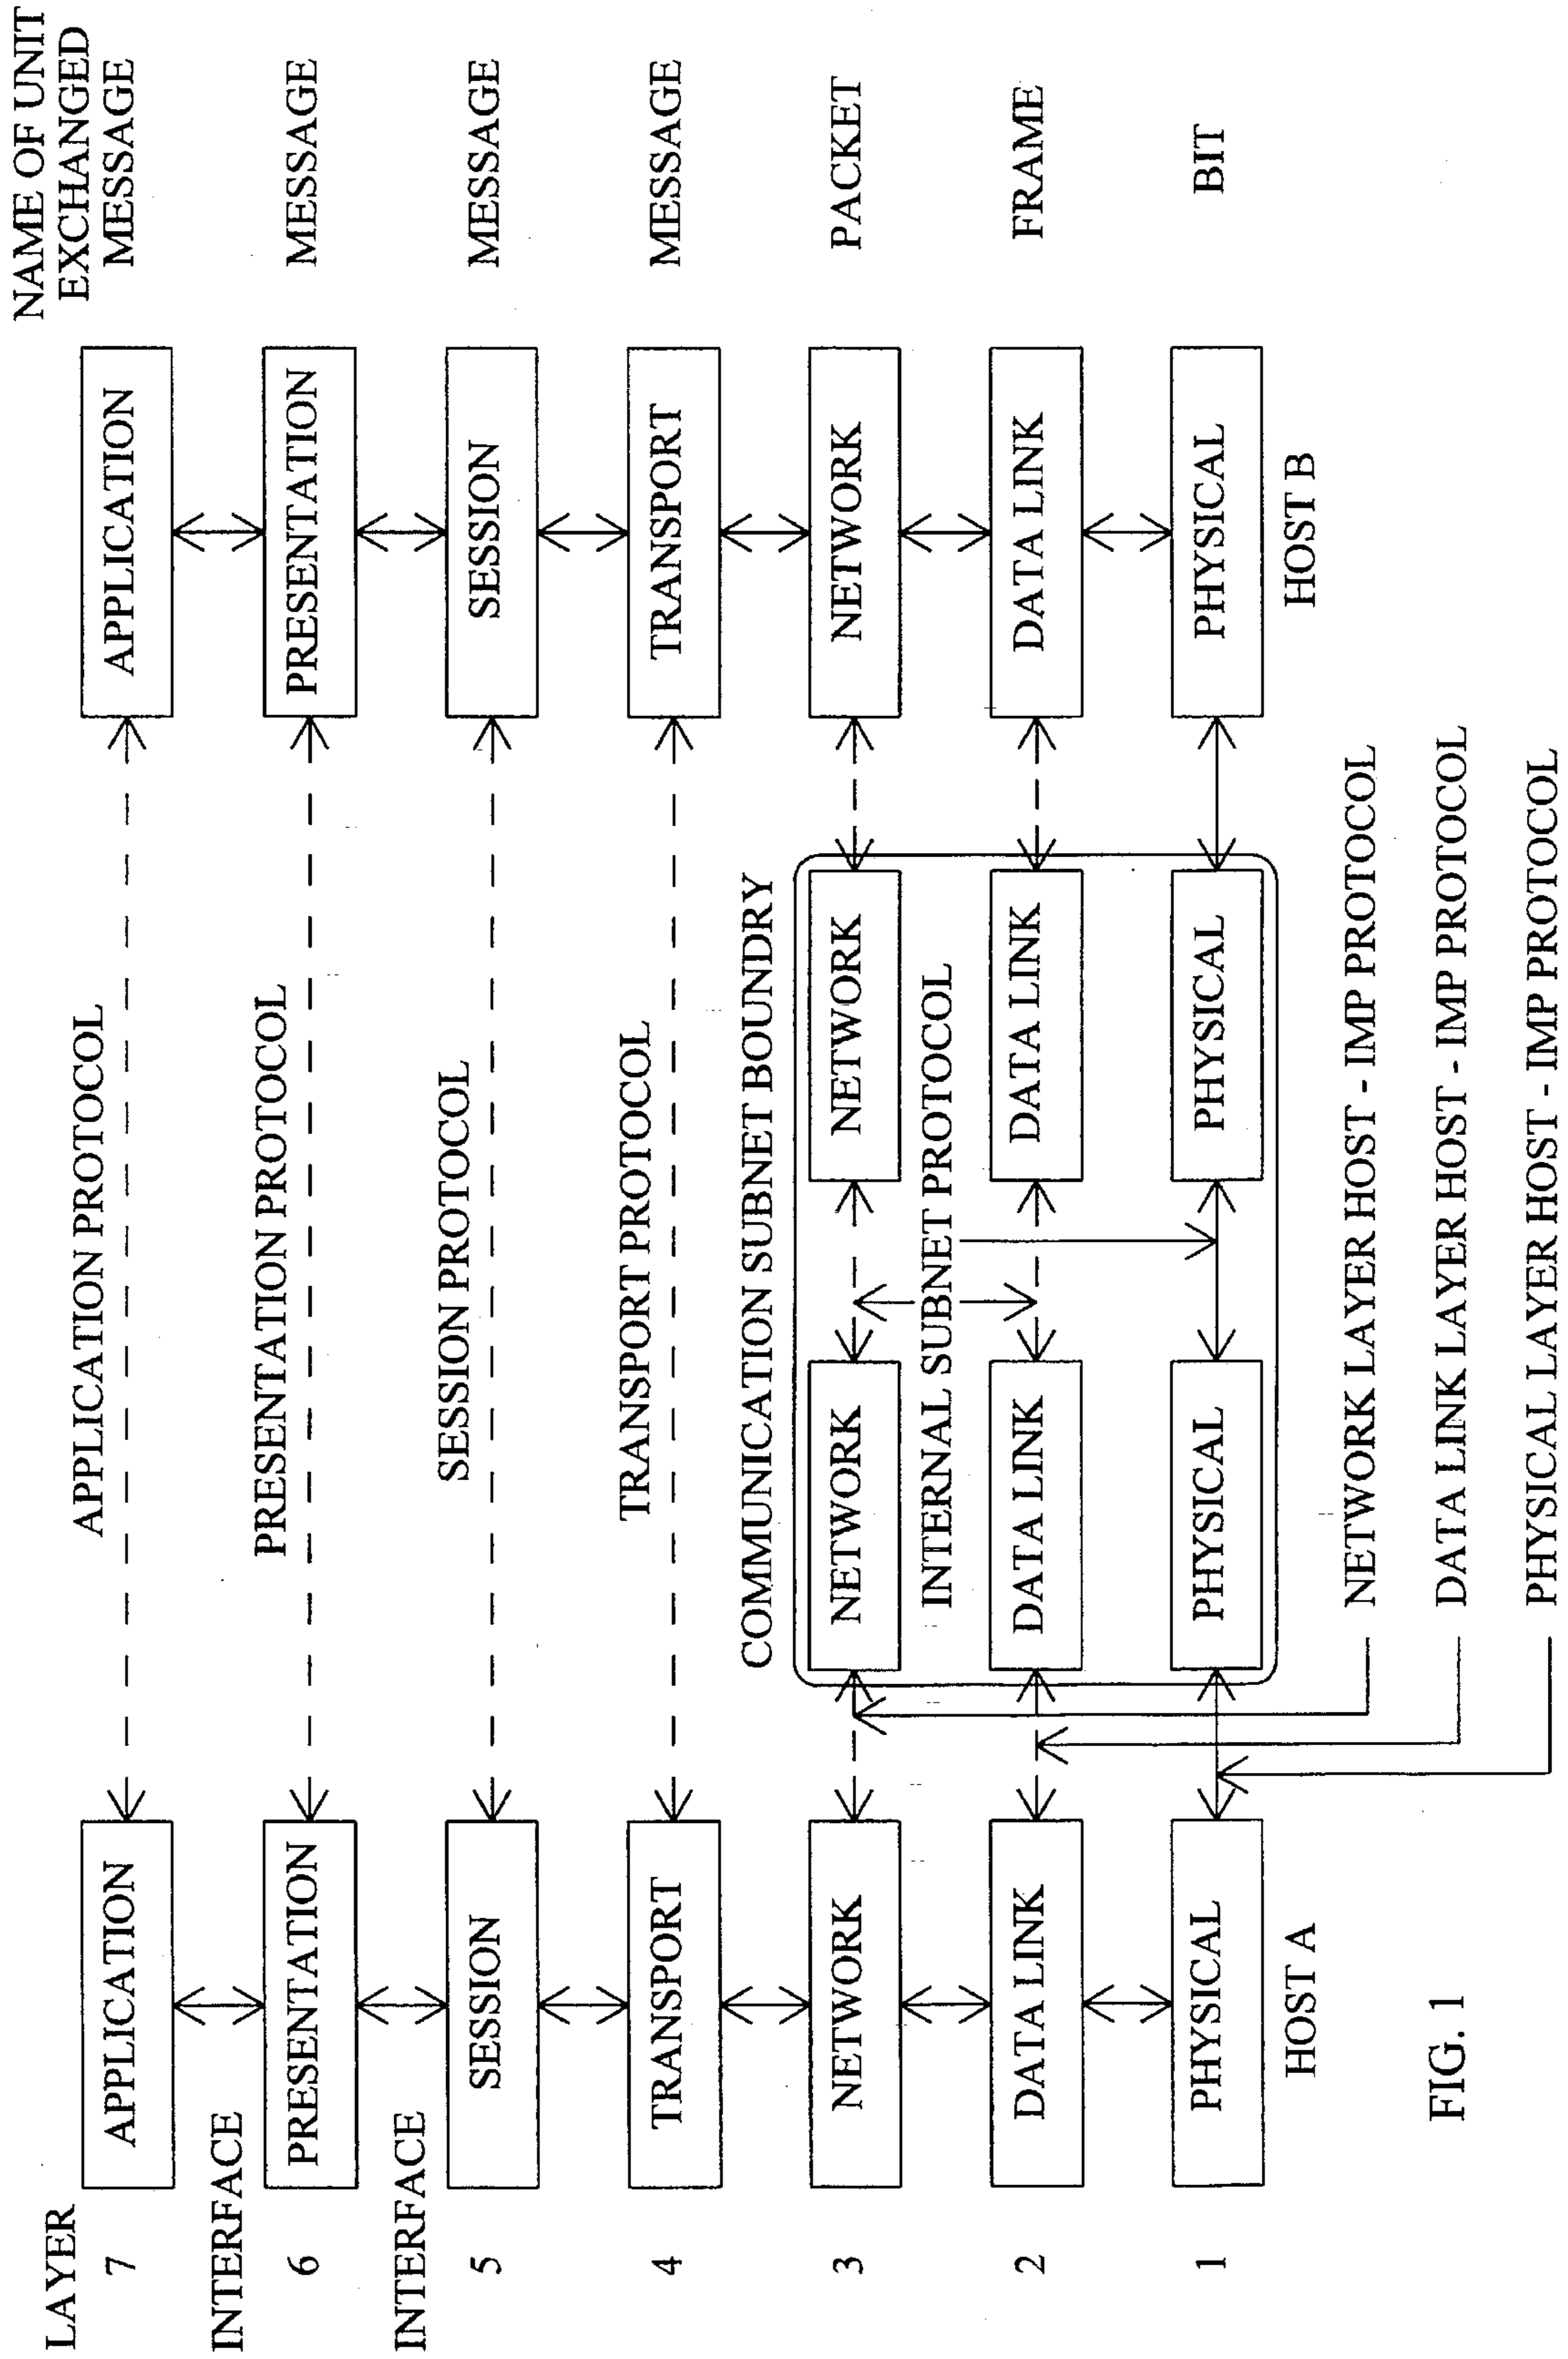 NAME OF UNIT
EXCHANGED
LAYER
7
APPLICATION
APPLICATION PROTOCOL
APPLICATION
MESSAGE
INTERFACE
6
PRESENTATION
PRESENTATION PROTOCOL
PRESENTATION
MESSAGE
INTERFACE
5
SESSION
SESSION PROTOCOL
SESSION
MESSAGE
4
TRANSPORT
TRANSPORT PROTOCOL
TRANSPORT
MESSAGE
COMMUNICATION SUBNET BOUNDRY
3
NETWORK
NETWORK
NETWORK
NETWORK
PACKET
INTERNAL SUBNET PROTOCOL
2
DATA LINK
DATA LINK
DATA LINK
DATA LINK
FRAME
1
PHYSICAL
PHYSICAL
PHYSICAL
PHYSICAL
BIT
HOST A
HOST B
NETWORK LAYER HOST - IMP PROTOCOL
DATA LINK LAYER HOST - IMP PROTOCOL
PHYSICAL LAYER HOST - IMP PROTOCOL
FIG. 1